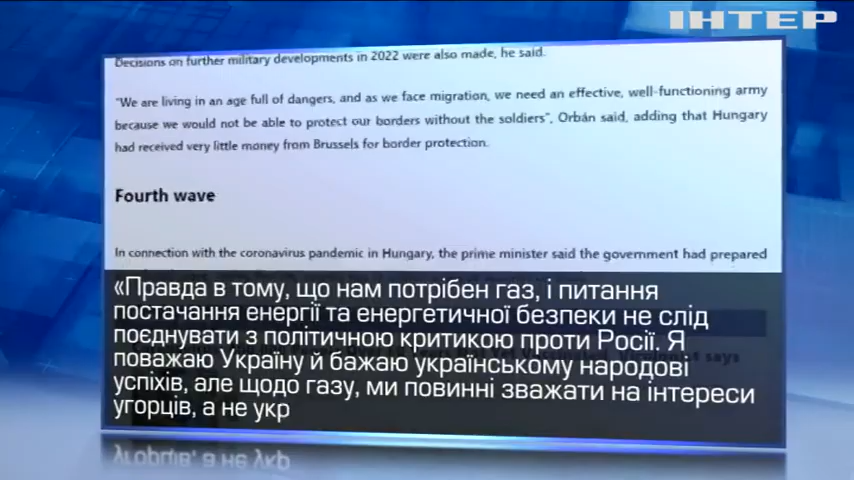 ІНТЕР
Decisions on further military developments in 2022 were also made, he said.
"We are living in an age full of dangers, and as we face migration, we need an effective, well-functioning army
because we would not be able to protect our borders without the soldiers", Orbán said, adding that Hungary
had received very little money from Brussels for border protection.
Fourth wave
In connection with the coronavirus pandemic in Hungary, the prime minister said the government had prepared
«Правда в тому, що нам потрібен газ, і питання
постачання енергії та енергетичної безпеки не слід
поєднувати з політичною критикою проти Росії. Я
поважаю Україну й бажаю українському народові
says
успіхів, але щодо газу, ми повинні зважати на інтереси
угорців, а не укр